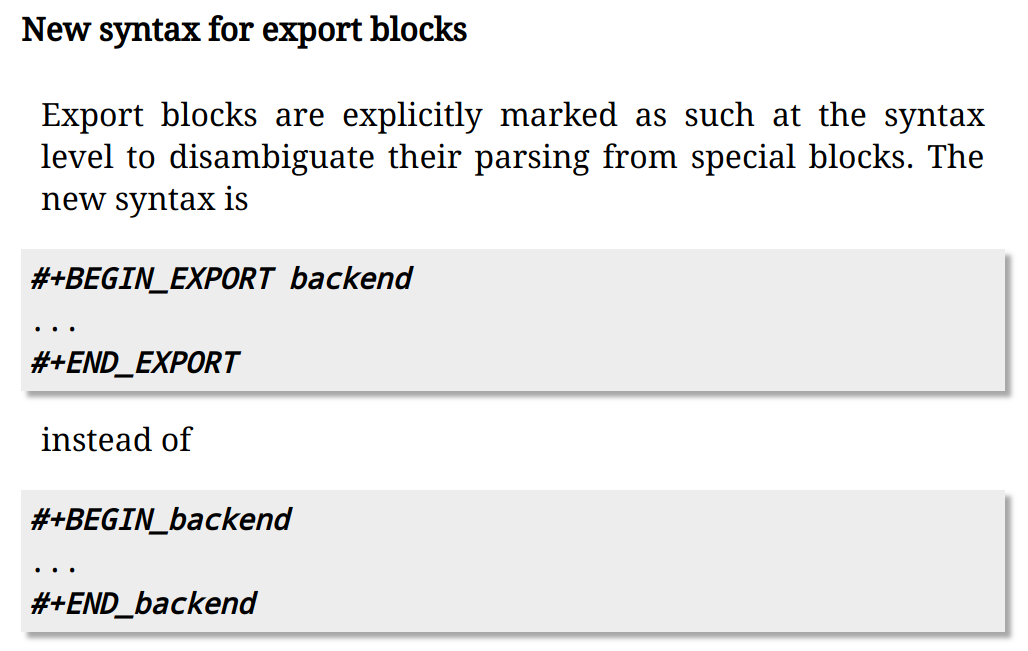 New syntax for export blocks
Export blocks are explicitly marked as such at the syntax
level to disambiguate their parsing from special blocks. The
new syntax is
#+BEGIN_EXPORT backend
...
#+END_EXPORT
instead of
#+BEGIN_backend
...
#+END_backend